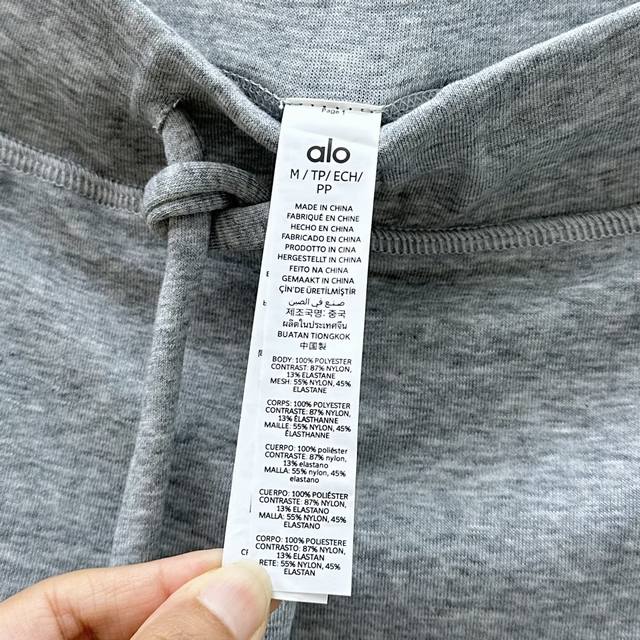 Page 1
alo
M / TP/ ECH/
PP
MADE IN CHINA
FABRIQUÉ EN CHINE
HECHO EN CHINA
FABRICADO EN CHINA
PRODOTTO IN CINA
HERGESTELLT IN CHINA
FEITO NA CHINA
GEMAAKT IN CHINA
ÇİN'DE ÜRETİLMİŞTİR
صنع في الصين
제조국명: 중국
ผลิตในประเทศจีน
BUATAN TIONGKOK
中国製
BODY: 100% POLYESTER
CONTRAST: 87% NYLON,
13% ELASTANE
MESH: 55% NYLON, 45%
ELASTANE
CORPS: 100% POLYESTER
CONTRASTE: 87% NYLON,
13% ÉLASTHANNE
MAILLE: 55% NYLON, 45%
ÉLASTHANNE
CUERPO: 100% poliéster
CONTRASTE: 87% nylon,
13% elastano
MALLA: 55% nylon, 45%
elastano
CUERPO: 100% POLIÉSTER
CONTRASTE: 87% NYLON,
13% ELASTANO
MALLA: 55% NYLON, 45%
ELASTANO
CORPO: 100% POLIESTERE
CONTRASTO: 87% NYLON,
13% ELASTAN
RETE: 55% NYLON, 45%
ELASTAN